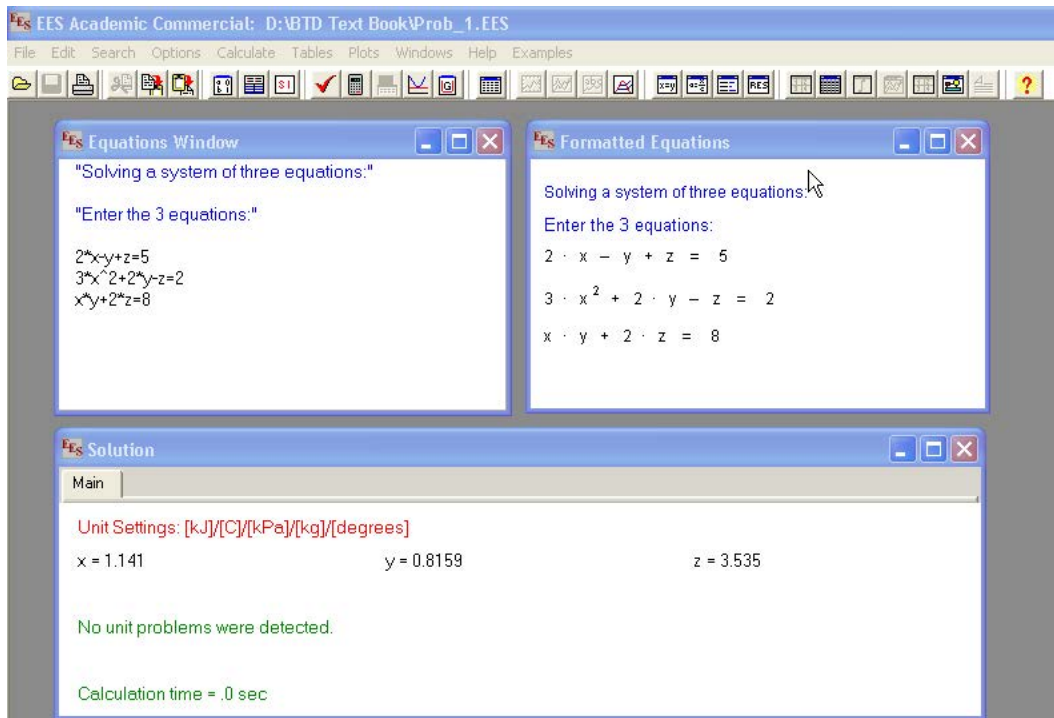 EES Academic Commercial: D:\BTD Text Book\Prob_1.EES
File Edit Search Options Calculate Tables Plots Windows Help Examples
EES Equations Window
"Solving a system of three equations:"
"Enter the 3 equations:"
2*x-y+z=5
3*x^2+2*y-z=2
x*y+2*z=8
EES Formatted Equations
Solving a system of three equations:
Enter the 3 equations:
2 · x − y + z = 5
3 · x² + 2 · y − z = 2
x · y + 2 · z = 8
EES Solution
Main
Unit Settings: [kJ]/[C]/[kPa]/[kg]/[degrees]
x = 1.141 y = 0.8159 z = 3.535
No unit problems were detected.
Calculation time = .0 sec